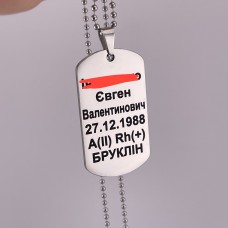 Євген
Валентинович
27.12.1988
A(II) Rh(+)
БРУКЛІН